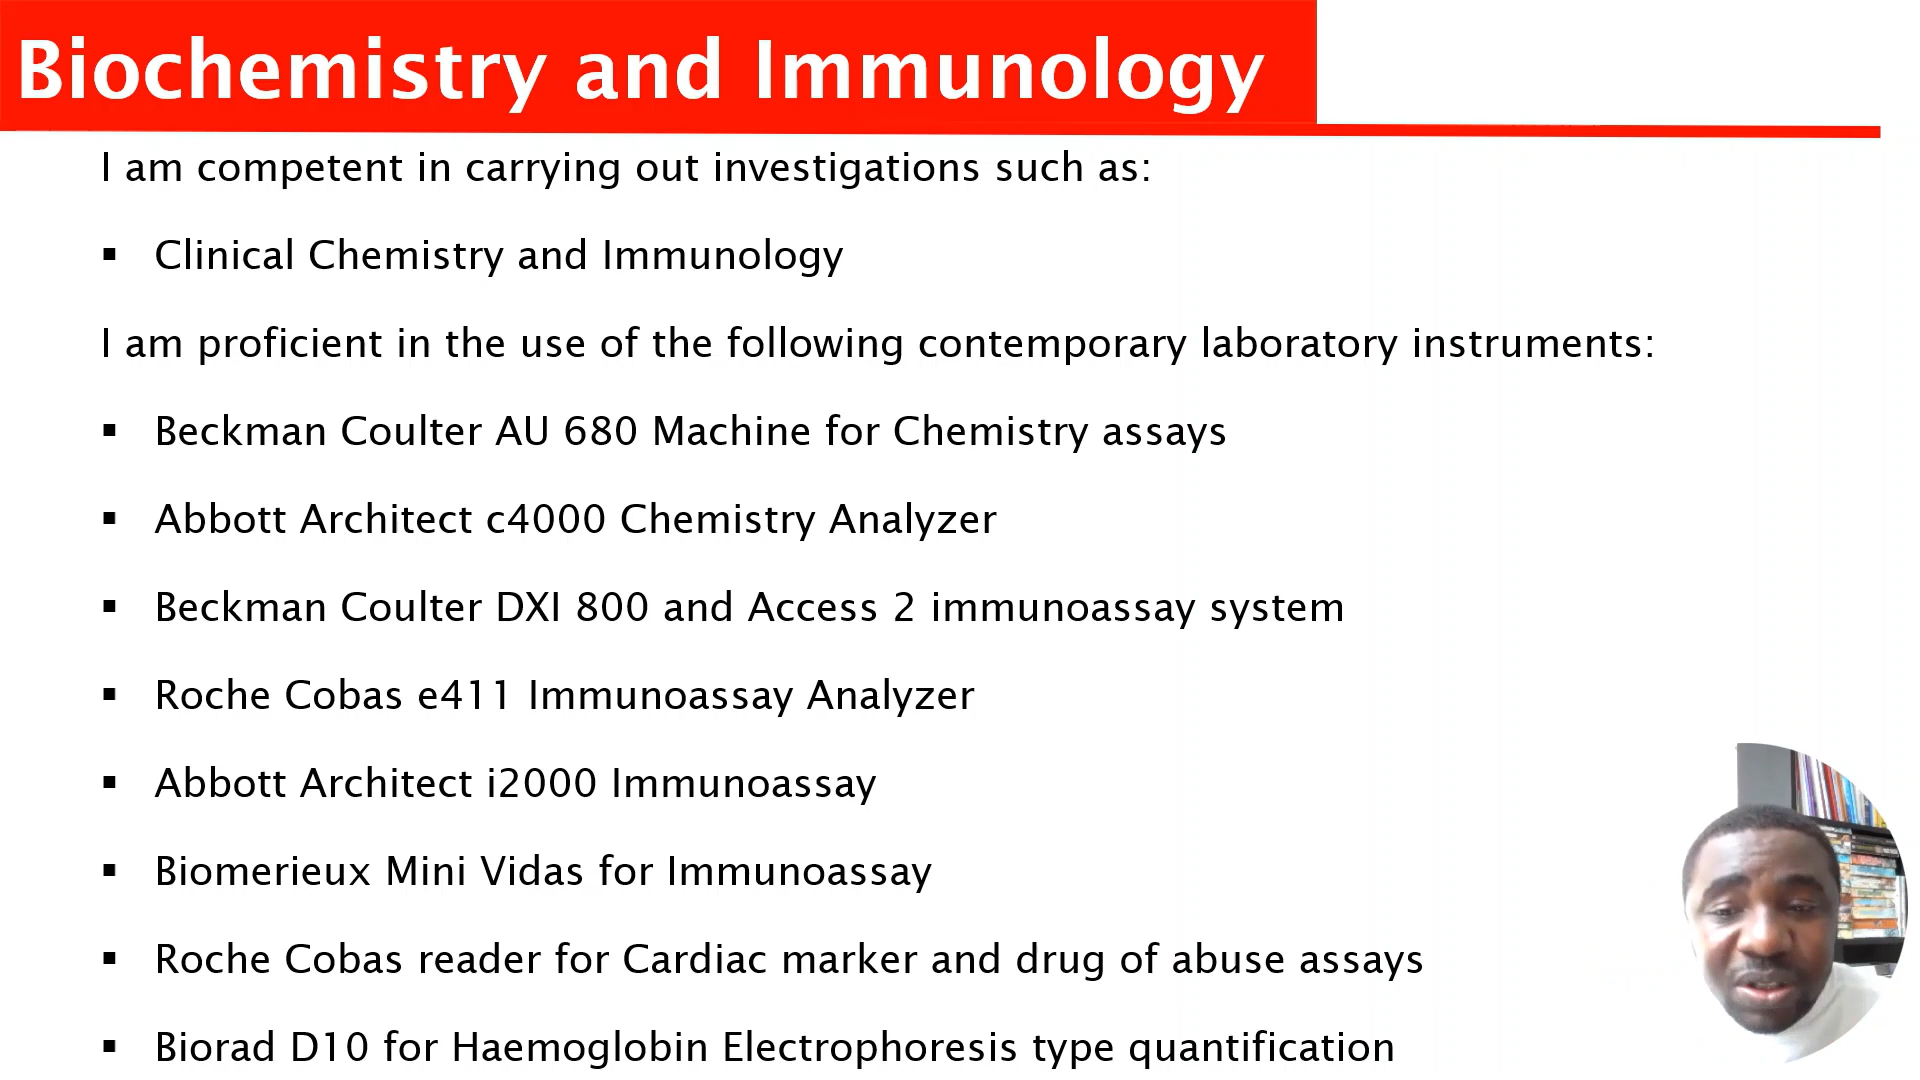 Biochemistry and Immunology
I am competent in carrying out investigations such as:
▪ Clinical Chemistry and Immunology
I am proficient in the use of the following contemporary laboratory instruments:
▪ Beckman Coulter AU 680 Machine for Chemistry assays
▪ Abbott Architect c4000 Chemistry Analyzer
▪ Beckman Coulter DXI 800 and Access 2 immunoassay system
▪ Roche Cobas e411 Immunoassay Analyzer
▪ Abbott Architect i2000 Immunoassay
▪ Biomerieux Mini Vidas for Immunoassay
▪ Roche Cobas reader for Cardiac marker and drug of abuse assays
▪ Biorad D10 for Haemoglobin Electrophoresis type quantification